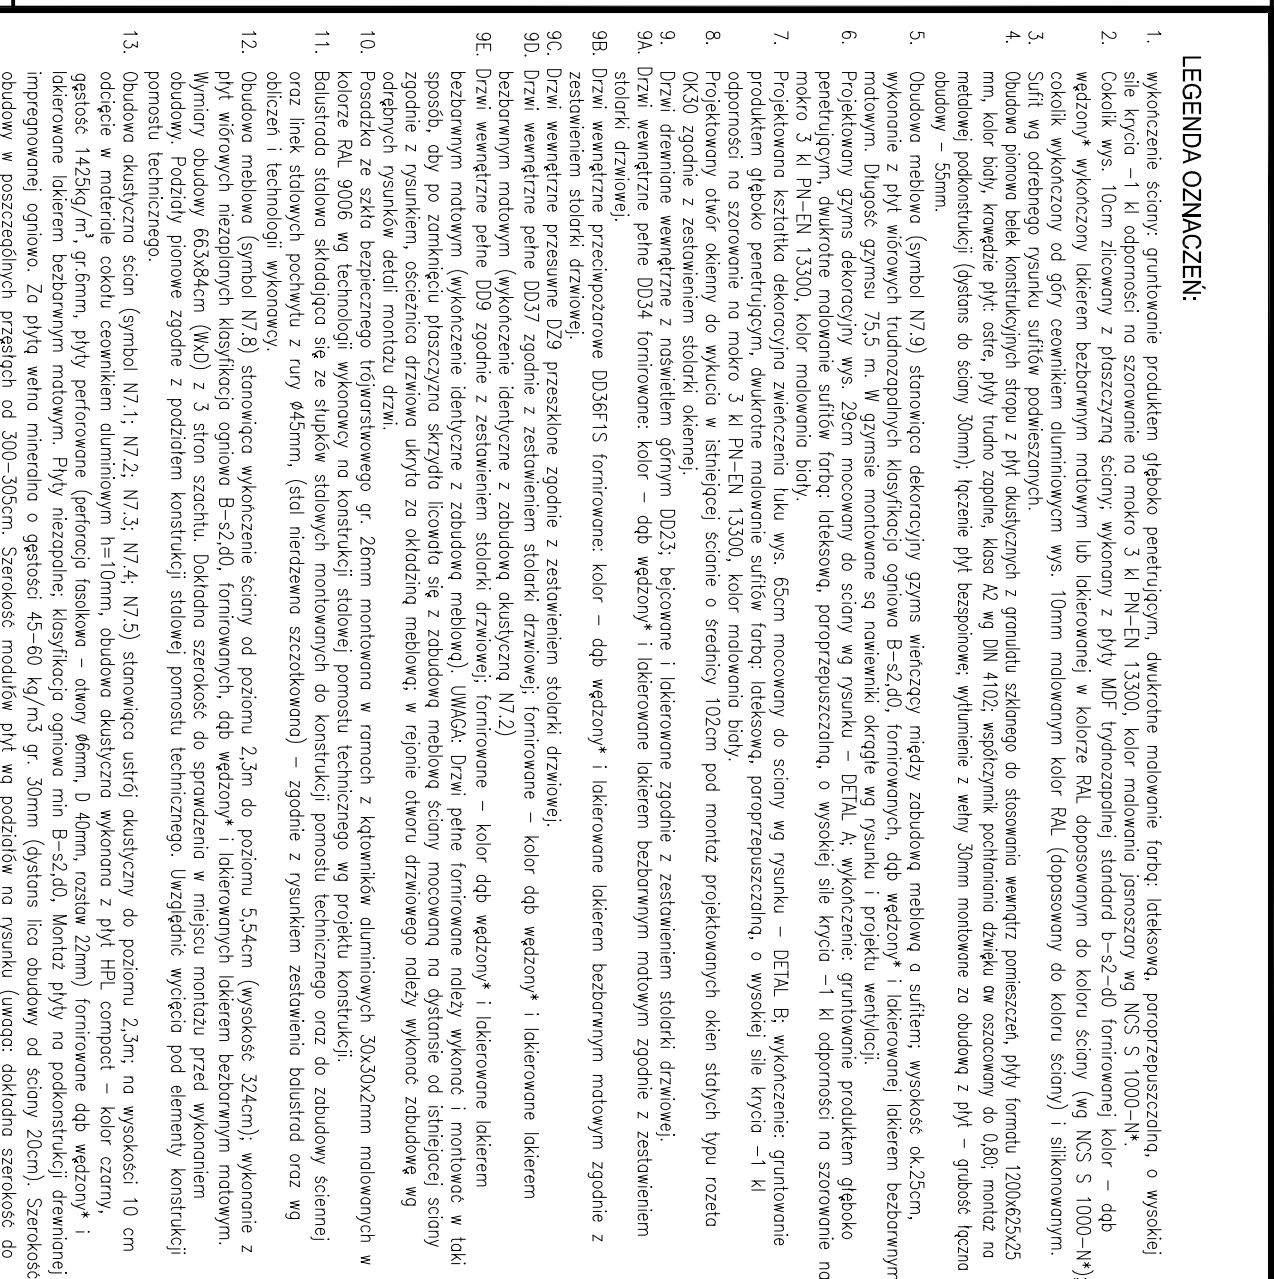 LEGENDA OZNACZEŃ:
1. wykończenie ściany: gruntowanie produktem głęboko penetrującym, dwukrotne malowanie farbą: lateksową, paroprzepuszczalną, o wysokiej
sile krycia –1 kl odporności na szorowanie na mokro 3 kl PN–EN 13300, kolor malowania jasnoszary wg NCS S 1000–N*.
2. Cokolik wys. 10cm zlicowany z płaszczyzną ściany; wykonany z płyty MDF trydnozapalnej standard b–s2–d0 fornirowanej kolor – dąb
wędzony* wykończony lakierem bezbarwnym matowym lub lakierowanej w kolorze RAL dopasowanym do koloru ściany (wg NCS S 1000–N*);
cokolik wykończony od góry ceownikiem aluminiowycm wys. 10mm malowanym kolor RAL (dopasowany do koloru ściany) i silikonowanym.
3. Sufit wg odrebnego rysunku sufitów podwieszanych.
4. Obudowa pionowa belek konstrukcyjnych stropu z płyt akustycznych z granulatu szklanego do stosowania wewnątrz pomieszczeń, płyty formatu 1200x625x25
mm, kolor biały, krawędzie płyt: ostre, płyty trudno zapalne, klasa A2 wg DIN 4102; współczynnik pochłaniania dźwięku αw oszacowany do 0,80; montaż na
metalowej podkonstrukcji (dystans do ściany 30mm); łączenie płyt bezspoinowe; wytłumienie z wełny 30mm montowane za obudową z płyt – grubość łączna
obudowy – 55mm.
5. Obudowa meblowa (symbol N7.9) stanowiąca dekoracyjny gzyms wieńczący między zabudową meblową a sufitem; wysokość ok.25cm,
wykonanie z płyt wiórowych trudnozapalnych klasyfikacja ogniowa B–s2,d0, fornirowanych, dąb wędzony* i lakierowanej lakierem bezbarwnym
matowym. Długość gzymsu 75,5 m. W gzymsie montowane są nawiewniki okrągłe wg rysunku i projektu wentylacji.
6. Projektowany gzyms dekoracyjny wys. 29cm mocowany do sciany wg rysunku – DETAL A; wykończenie: gruntowanie produktem głęboko
penetrującym, dwukrotne malowanie sufitów farbą: lateksową, paroprzepuszczalną, o wysokiej sile krycia –1 kl odporności na szorowanie na
mokro 3 kl PN–EN 13300, kolor malowania biały.
7. Projektowana kształtka dekoracyjna zwieńczenia łuku wys. 65cm mocowany do sciany wg rysunku – DETAL B; wykończenie: gruntowanie
produktem głęboko penetrującym, dwukrotne malowanie sufitów farbą: lateksową, paroprzepuszczalną, o wysokiej sile krycia –1 kl
odporności na szorowanie na mokro 3 kl PN–EN 13300, kolor malowania biały.
8. Projektowany otwór okienny do wykucia w istniejącej ścianie o średnicy 102cm pod montaż projektowanych okien stałych typu rozeta
OK30 zgodnie z zestawieniem stolarki okiennej.
9. Drzwi drewniane wewnętrzne z naświetlem górnym DD23; bejcowane i lakierowane zgodnie z zestawieniem stolarki drzwiowej.
9A. Drzwi wewnętrzne pełne DD34 fornirowane: kolor – dąb wędzony* i lakierowane lakierem bezbarwnym matowym zgodnie z zestawieniem
stolarki drzwiowej.
9B. Drzwi wewnętrzne przeciwpożarowe DD36F1S fornirowane: kolor – dąb wędzony* i lakierowane lakierem bezbarwnym matowym zgodnie z
zestawieniem stolarki drzwiowej.
9C. Drzwi wewnętrzne przesuwne DZ9 przeszklone zgodnie z zestawieniem stolarki drzwiowej.
9D. Drzwi wewnętrzne pełne DD37 zgodnie z zestawieniem stolarki drzwiowej; fornirowane – kolor dąb wędzony* i lakierowane lakierem
bezbarwnym matowym (wykończenie identyczne z zabudową akustyczną N7.2)
9E. Drzwi wewnętrzne pełne DD9 zgodnie z zestawieniem stolarki drzwiowej; fornirowane – kolor dąb wędzony* i lakierowane lakierem
bezbarwnym matowym (wykończenie identyczne z zabudową meblową). UWAGA: Drzwi pełne fornirowane należy wykonać i montować w taki
sposób, aby po zamknięciu płaszczyzna skrzydła licowała się z zabudową meblową ściany mocowaną na dystansie od istniejacej sciany
zgodnie z rysunkiem, ościeżnica drzwiowa ukryta za okładziną meblową; w rejonie otworu drzwiowego należy wykonać zabudowę wg
odrębnych rysunków detali montażu drzwi.
10. Posadzka ze szkła bezpiecznego trójwarstwowego gr. 26mm montowana w ramach z kątowników aluminiowych 30x30x2mm malowanych w
kolorze RAL 9006 wg technologii wykonawcy na konstrukcji stalowej pomostu technicznego wg projektu konstrukcji.
11. Balustrada stalowa składająca się ze słupków stalowych montowanych do konstrukcji pomostu technicznego oraz do zabudowy ściennej
oraz linek stalowych pochwytu z rury ø45mm, (stal nierdzewna szczotkowana) – zgodnie z rysunkiem zestawienia balustrad oraz wg
obliczeń i technologii wykonawcy.
12. Obudowa meblowa (symbol N7.8) stanowiąca wykończenie ściany od poziomu 2,3m do poziomu 5,54cm (wysokość 324cm); wykonanie z
płyt wiórowych niezaplanych klasyfikacja ogniowa B–s2,d0, fornirowanych, dąb wędzony* i lakierowanych lakierem bezbarwnym matowym.
Wymiary obudowy 663x84cm (WxD) z 3 stron szachtu. Dokładna szerokość do sprawdzenia w miejscu montażu przed wykonaniem
obudowy. Podziały pionowe zgodne z podziałem konstrukcji stalowej pomostu technicznego. Uwzględnić wycięcia pod elementy konstrukcji
pomostu technicznego.
13. Obudowa akustyczna ścian (symbol N7.1; N7.2; N7.3; N7.4; N7.5) stanowiąca ustrój akustyczny do poziomu 2,3m; na wysokości 10 cm
odcięcie w materiale cokołu ceownikiem aluminiowym h=10mm, obudowa akustyczna wykonana z płyt HPL compact – kolor czarny,
gęstość 1425kg/m³, gr.6mm, płyty perforowane (perforacja fasolkowa – otwory ø6mm, D 40mm, rozstaw 22mm) fornirowane dąb wędzony* i
lakierowane lakierem bezbarwnym matowym. Płyty niezapalne; klasyfikacja ogniowa min B–s2,d0, Montaż płyty na podkonstrukcji drewnianej
impregnowanej ogniowo. Za płytą wełna mineralna o gęstości 45–60 kg/m3 gr. 30mm (dystans lica obudowy od ściany 20cm). Szerokość
obudowy w poszczególnych przęsłach od 300–305cm. Szerokość modułów płyt wg podziałów na rysunku (uwaga: dokładna szerokość do